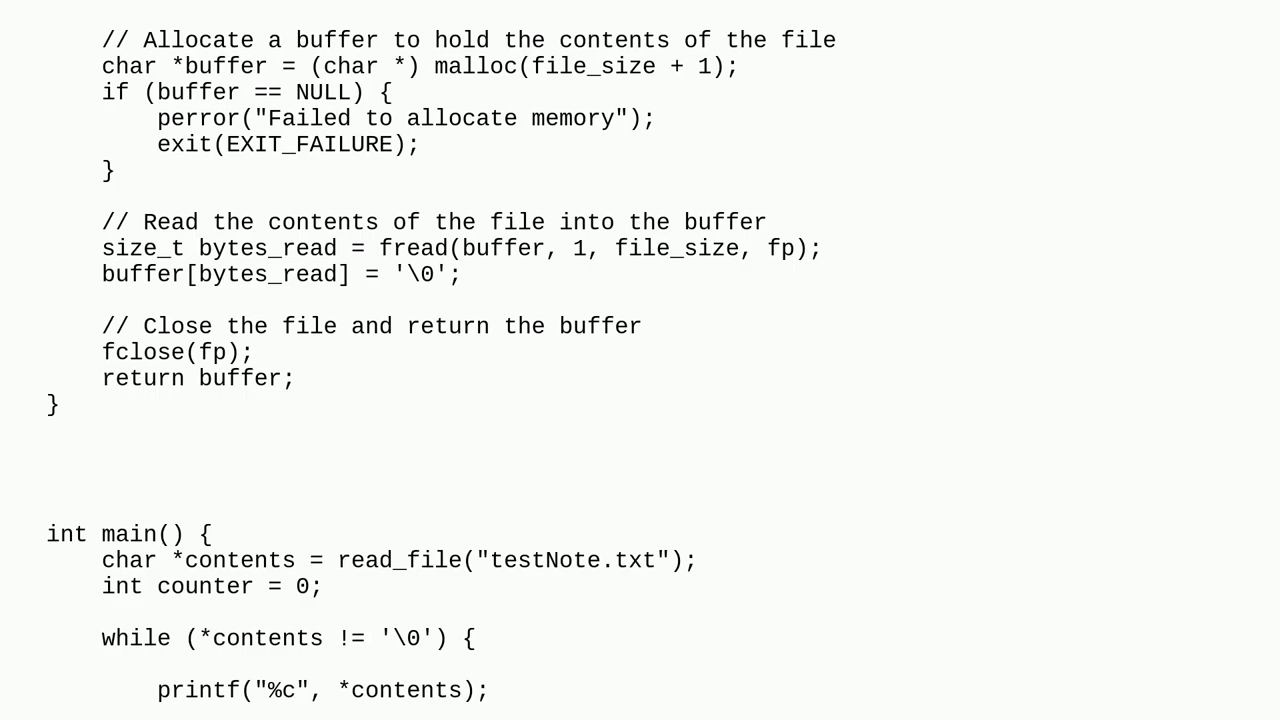 // Allocate a buffer to hold the contents of the file
char *buffer = (char *) malloc(file_size + 1);
if (buffer == NULL) {
perror("Failed to allocate memory");
exit(EXIT_FAILURE);
}
// Read the contents of the file into the buffer
size_t bytes_read = fread(buffer, 1, file_size, fp);
buffer[bytes_read] = '\0';
// Close the file and return the buffer
fclose(fp);
return buffer;
}
int main() {
char *contents = read_file("testNote.txt");
int counter = 0;
while (*contents != '\0') {
printf("%c", *contents);